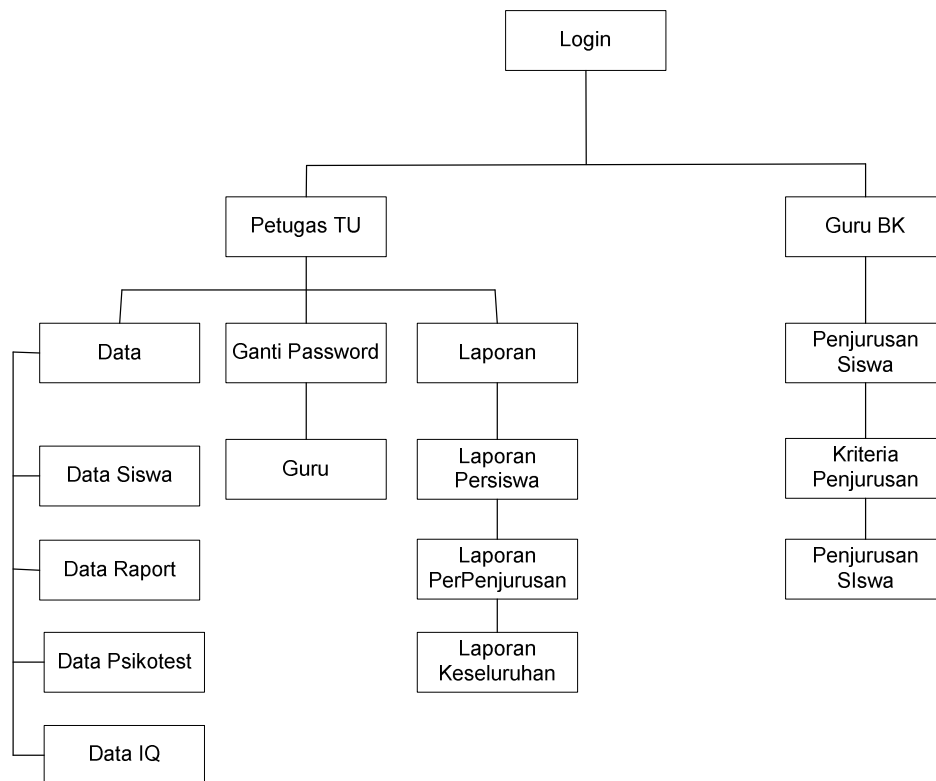 Login
Petugas TU
Guru BK
Data
Ganti Password
Laporan
Penjurusan
Siswa
Data Siswa
Guru
Laporan
Persiswa
Kriteria
Penjurusan
Data Raport
Laporan
PerPenjurusan
Penjurusan
SIswa
Data Psikotest
Laporan
Keseluruhan
Data IQ